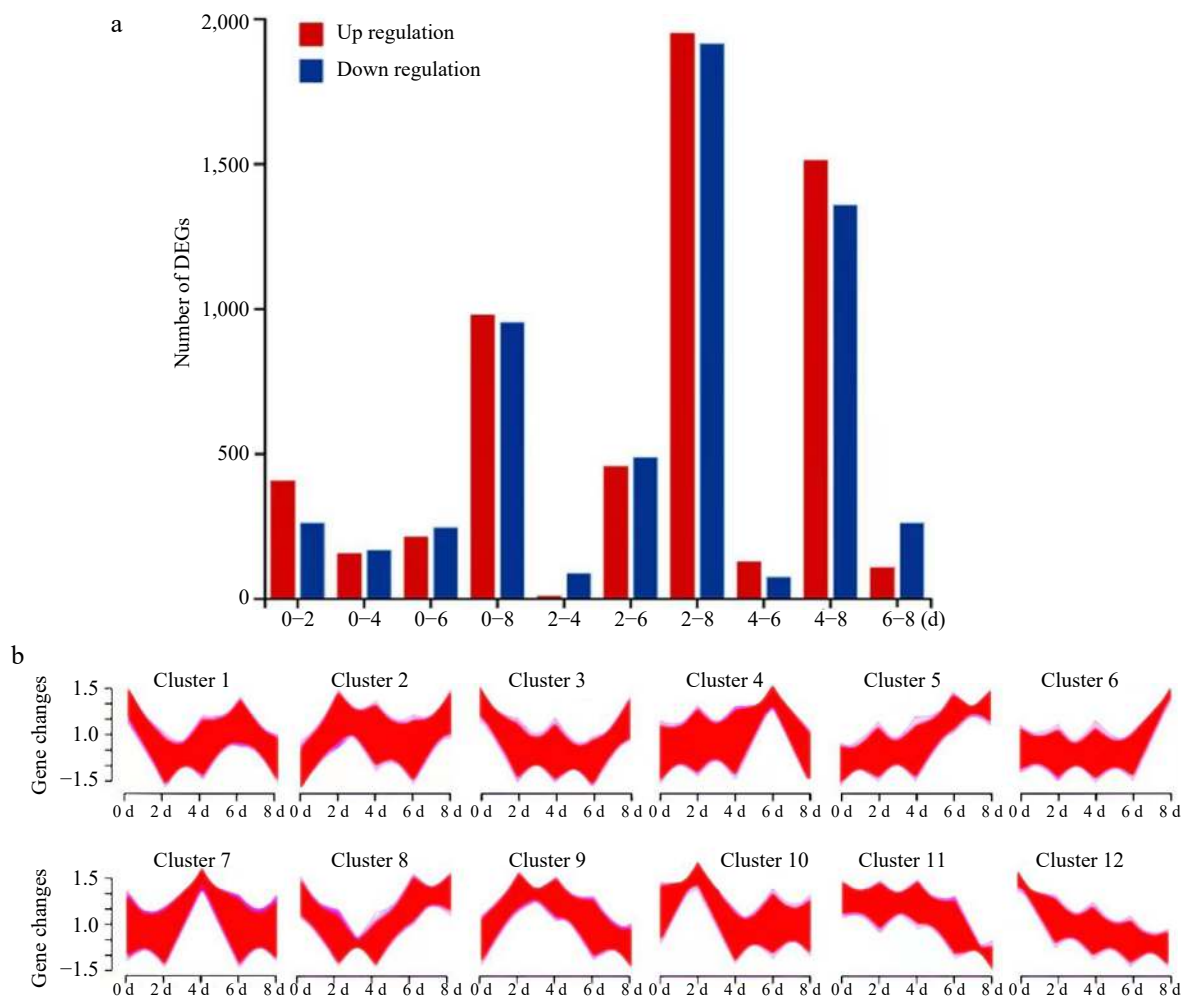 a
2,000
1,500
1,000
500
0
Number of DEGs
Up regulation
Down regulation
0−2 0−4 0−6 0−8 2−4 2−6 2−8 4−6 4−8 6−8 (d)
b
Cluster 1 Cluster 2 Cluster 3 Cluster 4 Cluster 5 Cluster 6
Gene changes
1.5
1.0
−1.5
0 d 2 d 4 d 6 d 8 d 0 d 2 d 4 d 6 d 8 d 0 d 2 d 4 d 6 d 8 d 0 d 2 d 4 d 6 d 8 d 0 d 2 d 4 d 6 d 8 d 0 d 2 d 4 d 6 d 8 d
Cluster 7 Cluster 8 Cluster 9 Cluster 10 Cluster 11 Cluster 12
Gene changes
1.5
1.0
−1.5
0 d 2 d 4 d 6 d 8 d 0 d 2 d 4 d 6 d 8 d 0 d 2 d 4 d 6 d 8 d 0 d 2 d 4 d 6 d 8 d 0 d 2 d 4 d 6 d 8 d 0 d 2 d 4 d 6 d 8 d